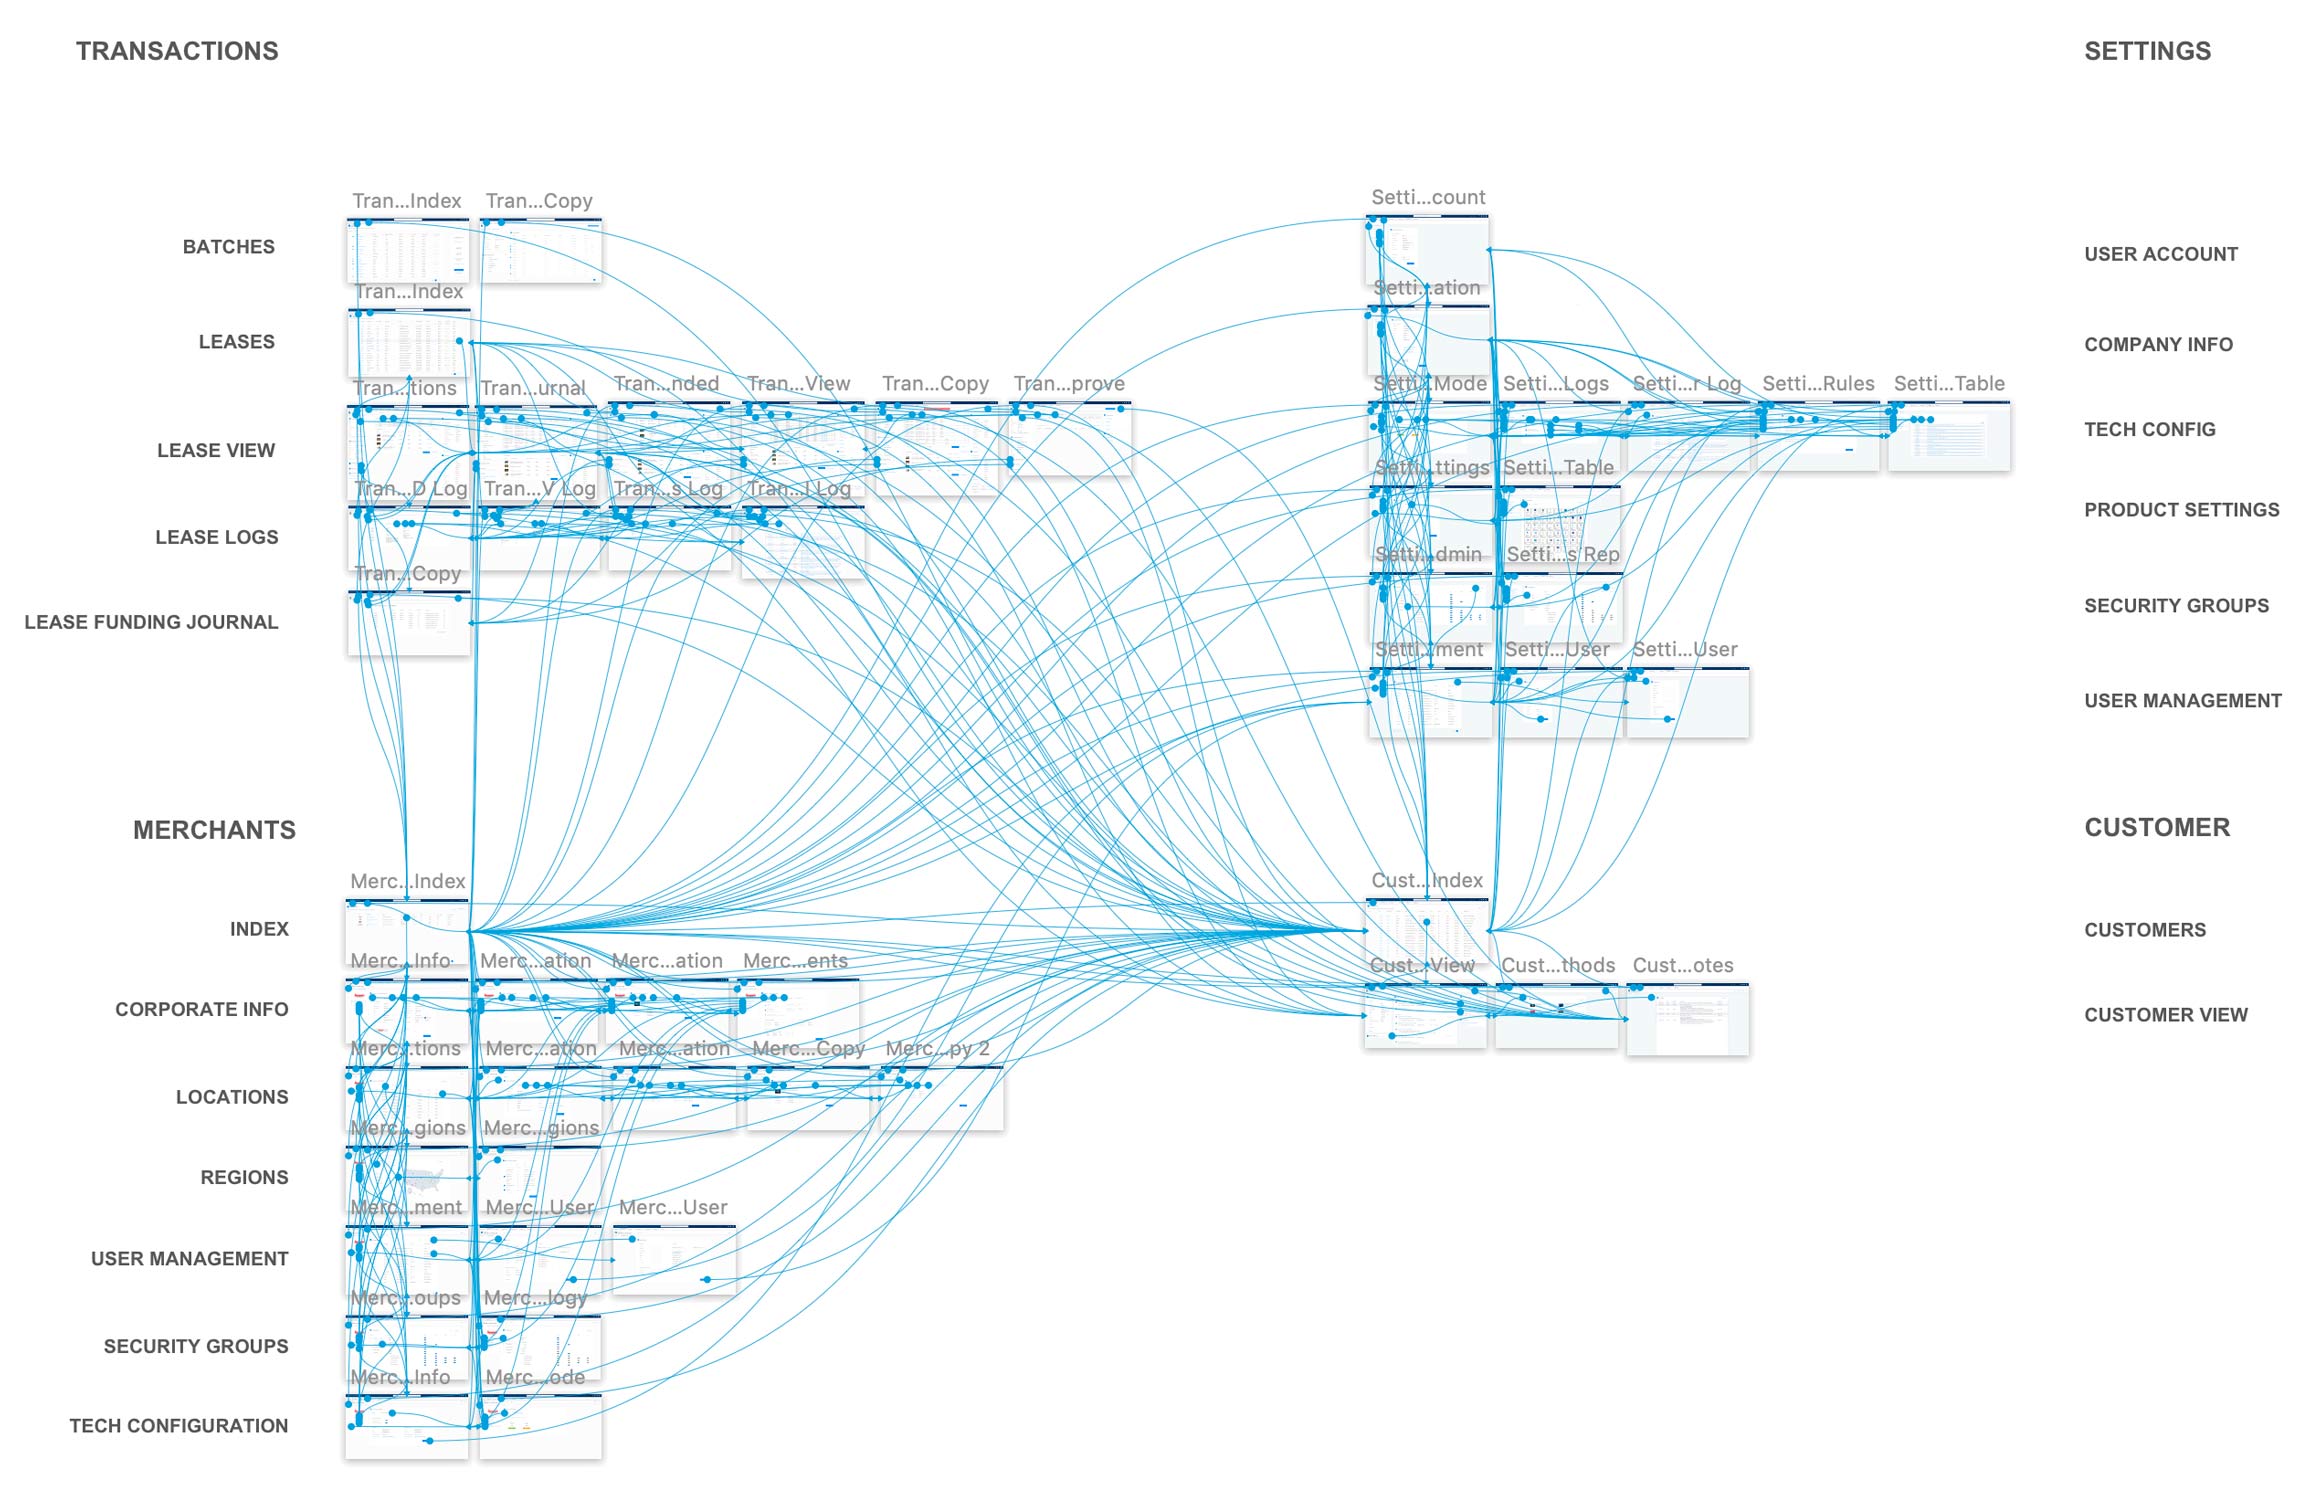 TRANSACTIONS
SETTINGS
Tran...Index
Tran...Copy
BATCHES
Tran...Index
LEASES
Tran...tions
Tran...urnal
Tran...nded
Tran...View
Tran...Copy
Tran...prove
LEASE VIEW
Tran...D Log
Tran...V Log
Tran...s Log
Tran...l Log
LEASE LOGS
Tran...Copy
LEASE FUNDING JOURNAL
Setti...count
USER ACCOUNT
Setti...ation
COMPANY INFO
Setti...Mode
Setti...Logs
Setti...r Log
Setti...Rules
Setti...Table
TECH CONFIG
Setti...ttings
Setti...Table
PRODUCT SETTINGS
Setti...dmin
Setti...s Rep
SECURITY GROUPS
Setti...ment
Setti...User
Setti...User
USER MANAGEMENT
MERCHANTS
Merc...Index
INDEX
Merc...Info
Merc...ation
Merc...ation
Merc...ents
CORPORATE INFO
Merc...tions
Merc...ation
Merc...ation
Merc...Copy
Merc...py 2
LOCATIONS
Merc...gions
Merc...gions
REGIONS
Merc...ment
Merc...User
Merc...User
USER MANAGEMENT
Merc...oups
Merc...logy
SECURITY GROUPS
Merc...Info
Merc...ode
TECH CONFIGURATION
CUSTOMER
Cust...Index
CUSTOMERS
Cust...View
Cust...thods
Cust...otes
CUSTOMER VIEW